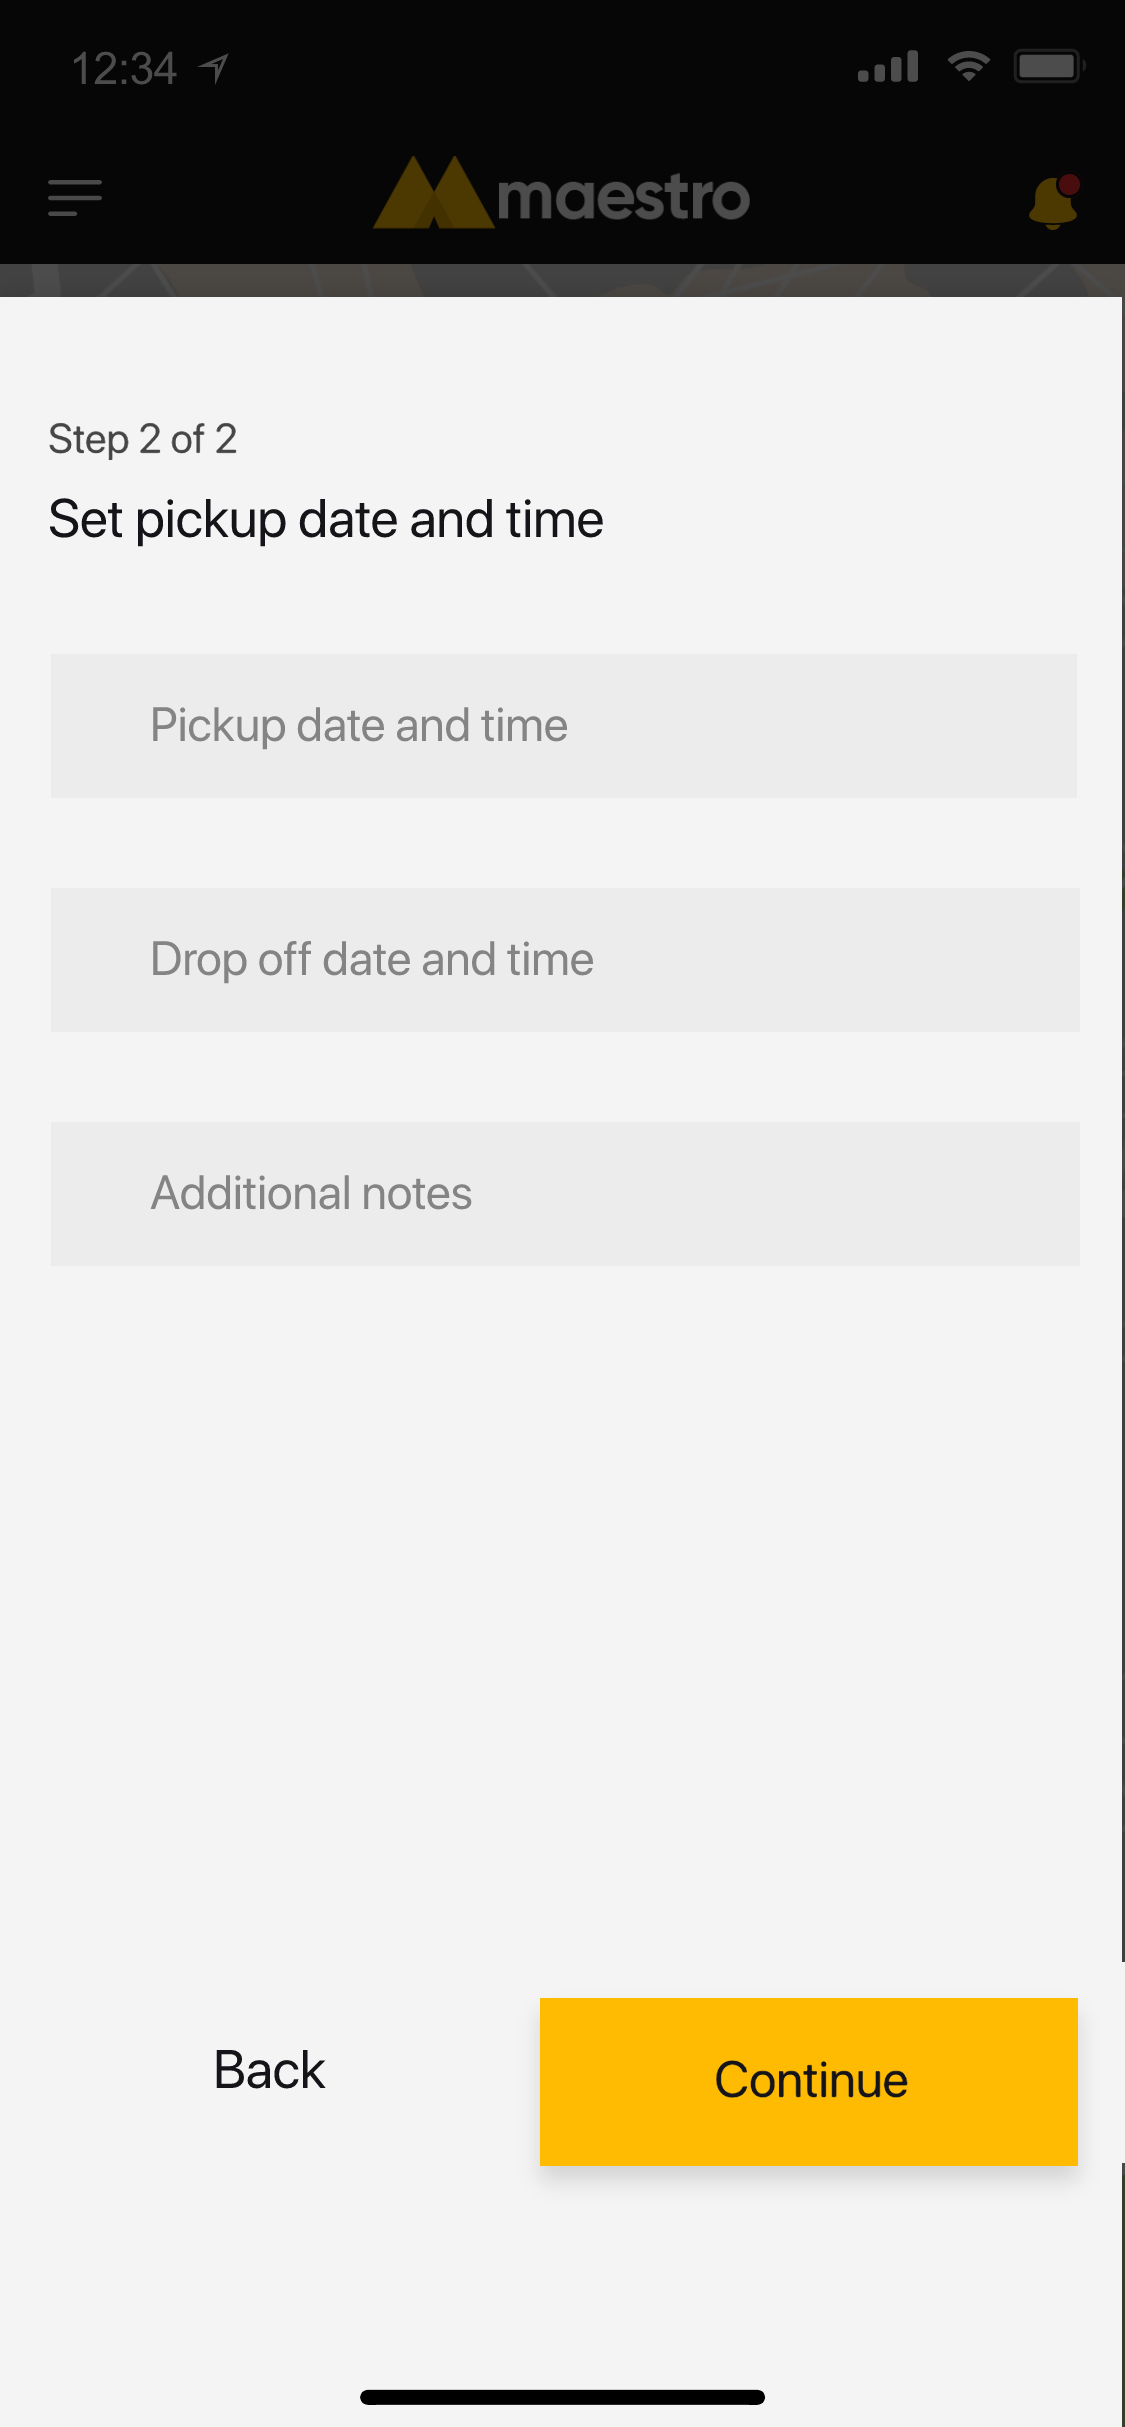 12:34
maestro
Step 2 of 2
Set pickup date and time
Pickup date and time
Drop off date and time
Additional notes
Back
Continue